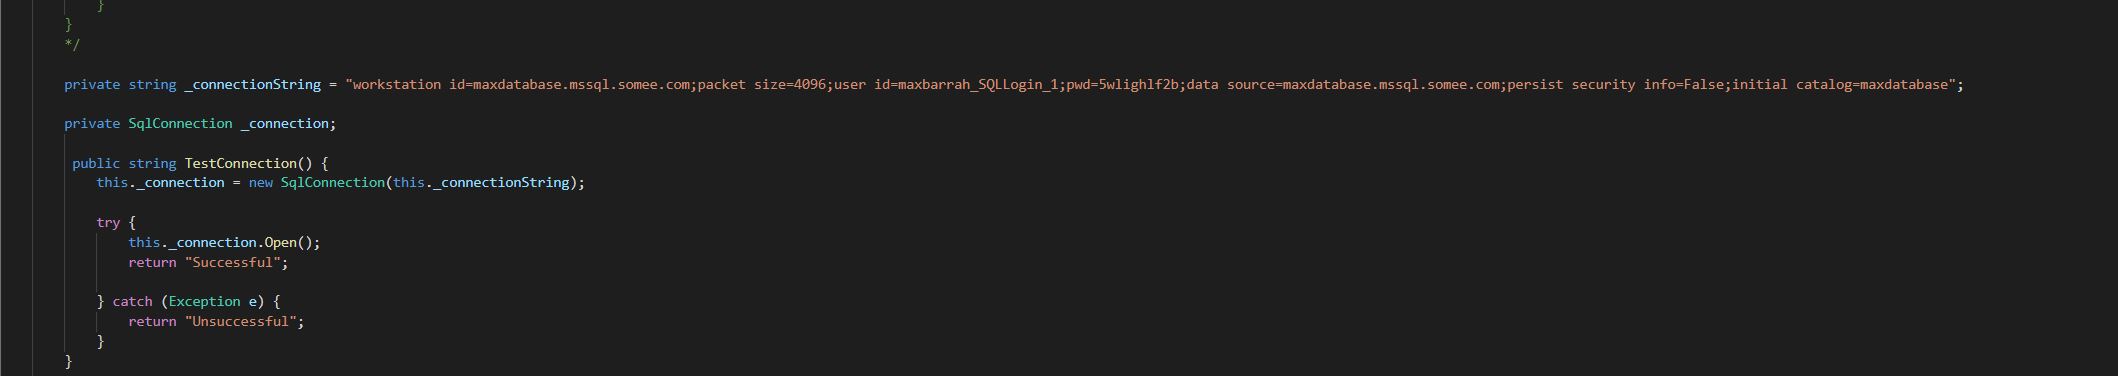 }
}
*/
private string _connectionString = "workstation id=maxdatabase.mssql.somee.com;packet size=4096;user id=maxbarrah_SQLLogin_1;pwd=5wlighlf2b;data source=maxdatabase.mssql.somee.com;persist security info=False;initial catalog=maxdatabase";
private SqlConnection _connection;
public string TestConnection() {
this._connection = new SqlConnection(this._connectionString);
try {
this._connection.Open();
return "Successful";
} catch (Exception e) {
return "Unsuccessful";
}
}